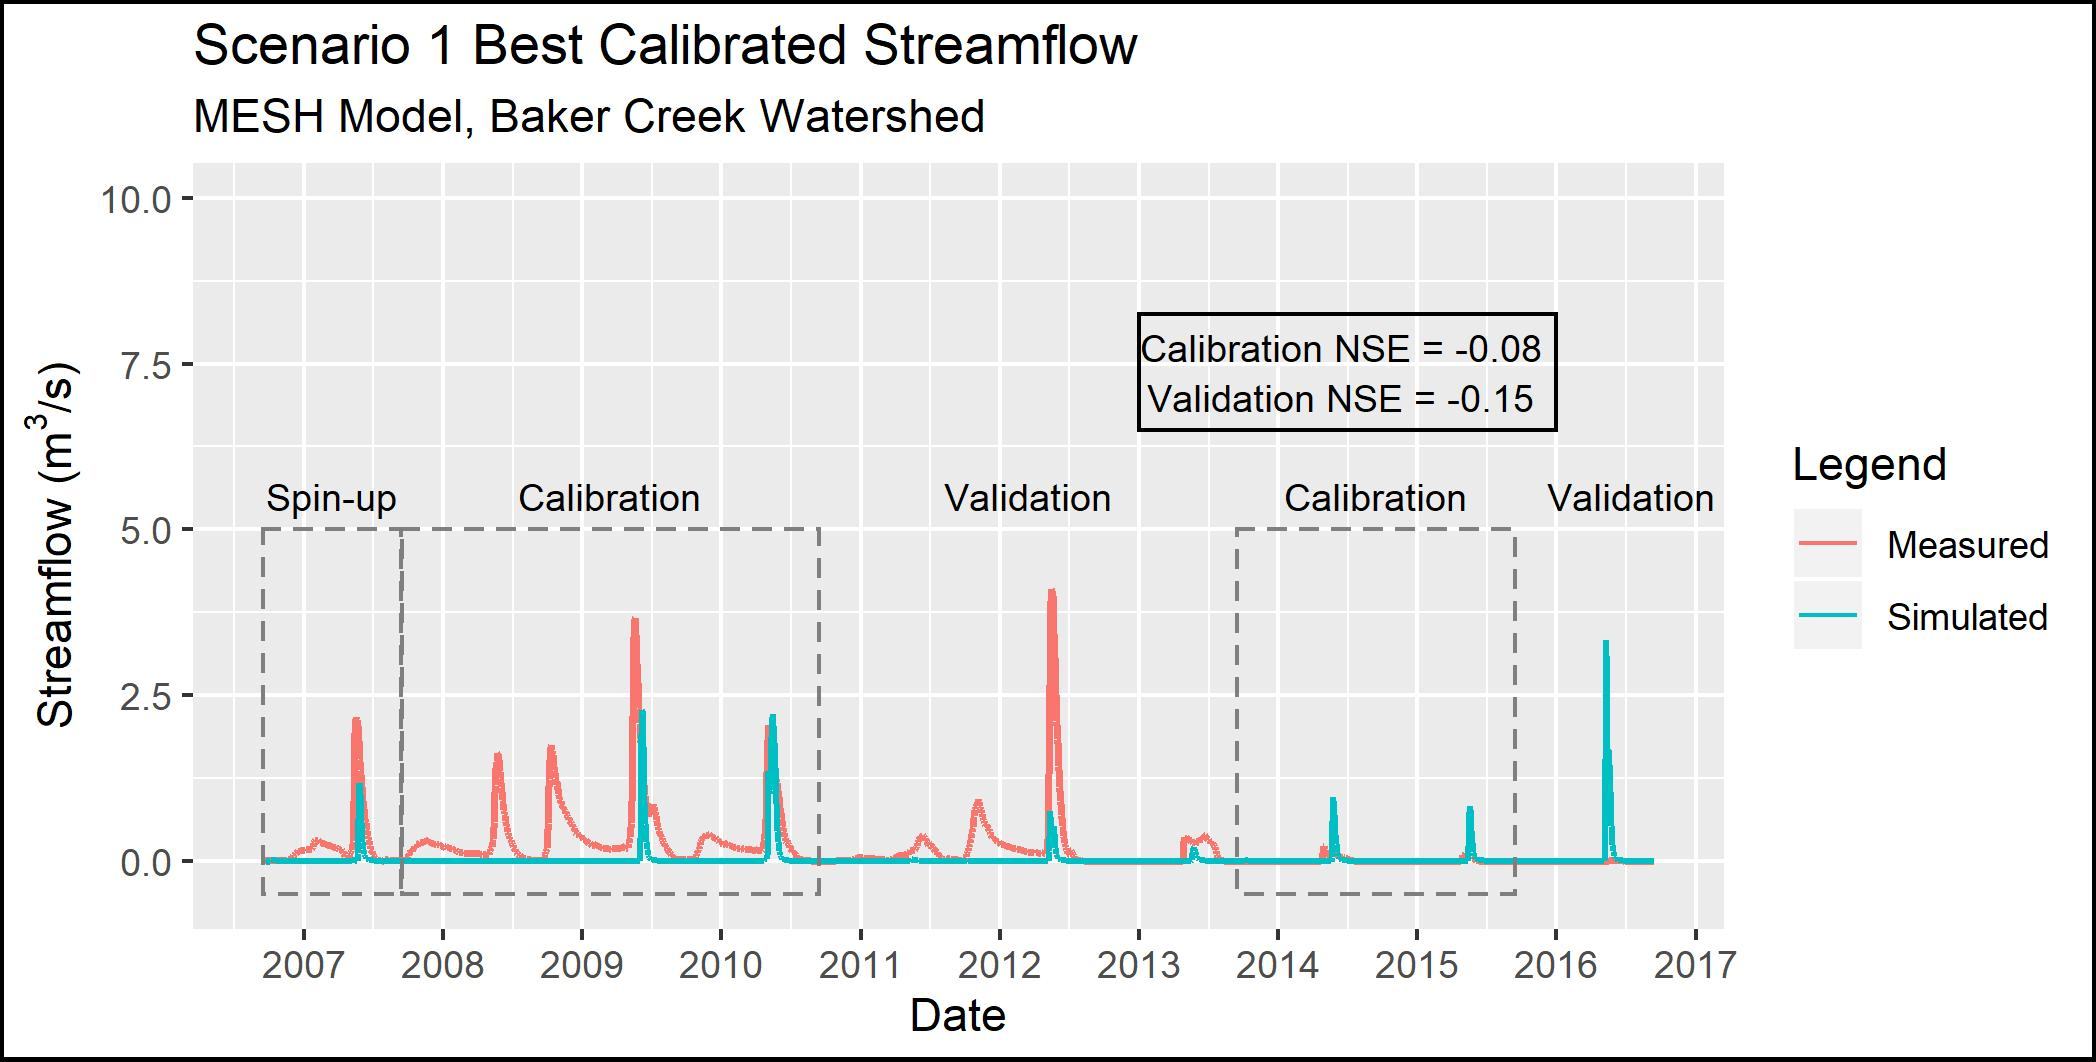 Scenario 1 Best Calibrated Streamflow
MESH Model, Baker Creek Watershed
Streamflow (m³/s)
10.0
7.5
5.0
2.5
0.0
Calibration NSE = -0.08
Validation NSE = -0.15
Spin-up Calibration Validation Calibration Validation
Legend
Measured
Simulated
2007 2008 2009 2010 2011 2012 2013 2014 2015 2016 2017
Date